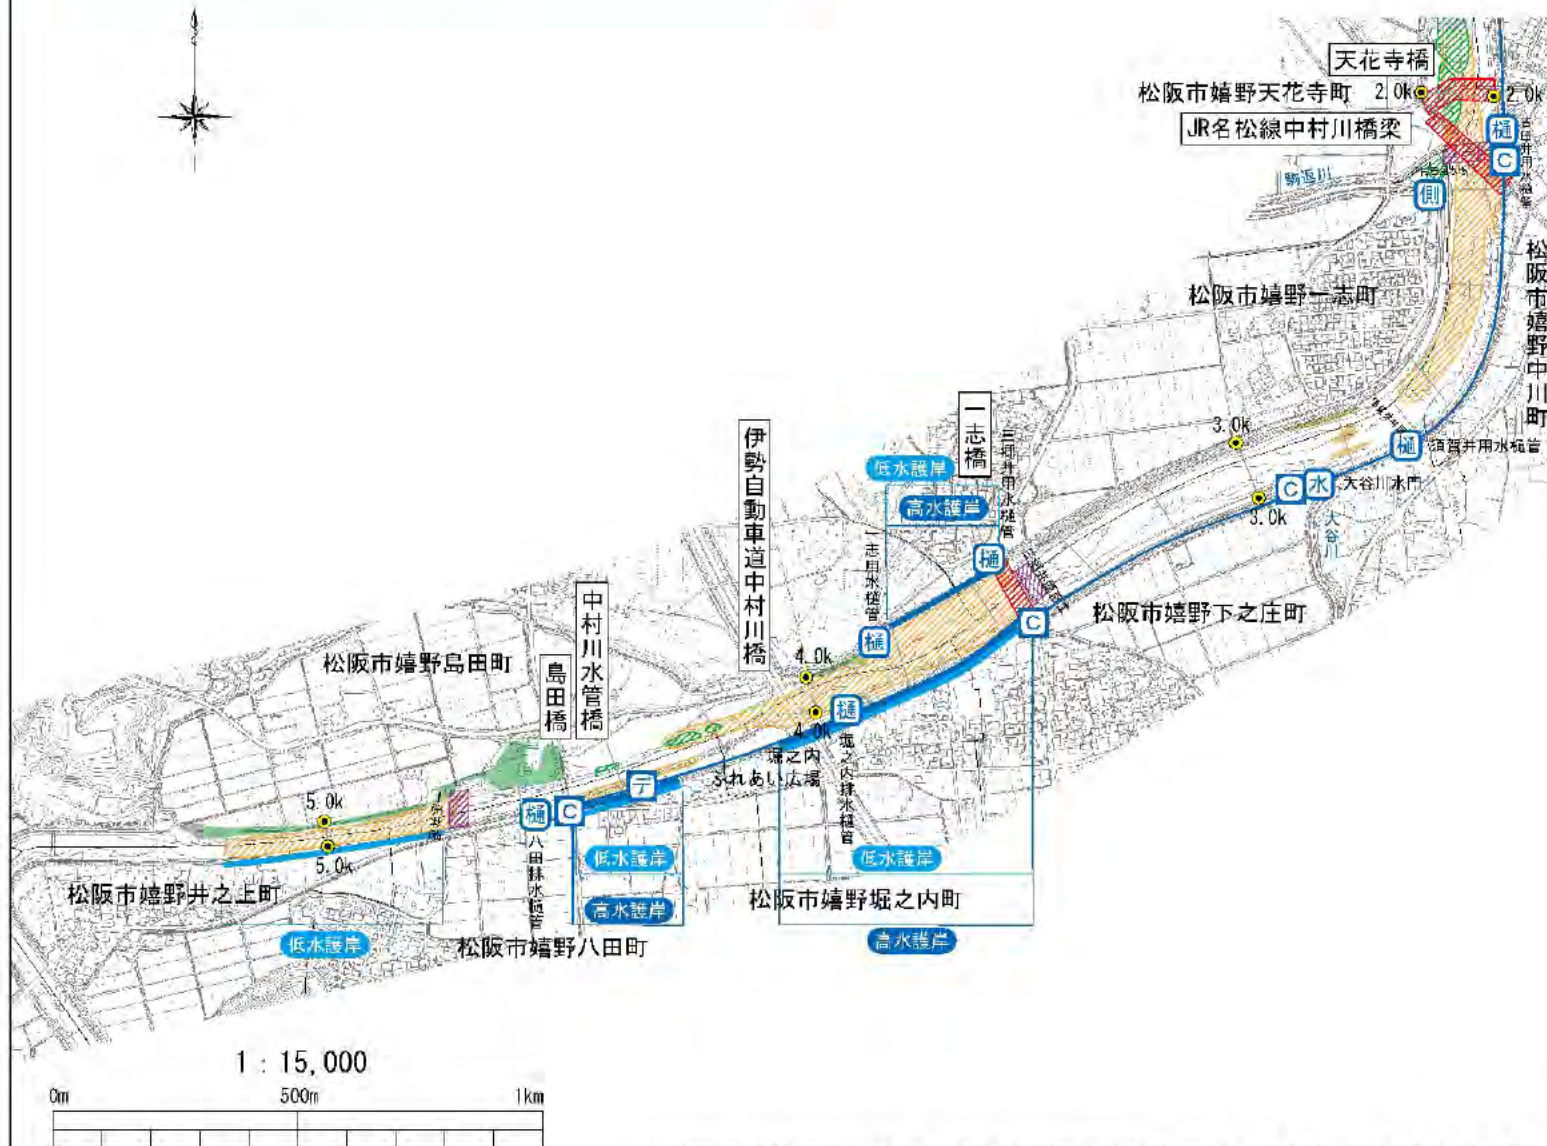 天花寺橋
松阪市嬉野天花寺町
2.0k
2.0k
JR名松線中村川橋梁
樋
C
駒返川
側
松阪市嬉野一志町
松阪市嬉野中川町
一志橋
3.0k
伊勢自動車道中村川橋
低水護岸
高水護岸
三郷井用水樋管
樋
須賀井用水樋管
C
水
大谷川水門
3.0k
大谷川
一志用水樋管
樋
樋
C
松阪市嬉野下之庄町
中村川水管橋
島田橋
松阪市嬉野島田町
4.0k
樋
4.0k
堀之内
ふれあい広場
堀之内排水樋管
テ
樋
C
5.0k
5.0k
八田排水樋管
低水護岸
高水護岸
低水護岸
松阪市嬉野堀之内町
高水護岸
松阪市嬉野井之上町
低水護岸
松阪市嬉野八田町
1 : 15,000
0m
500m
1km